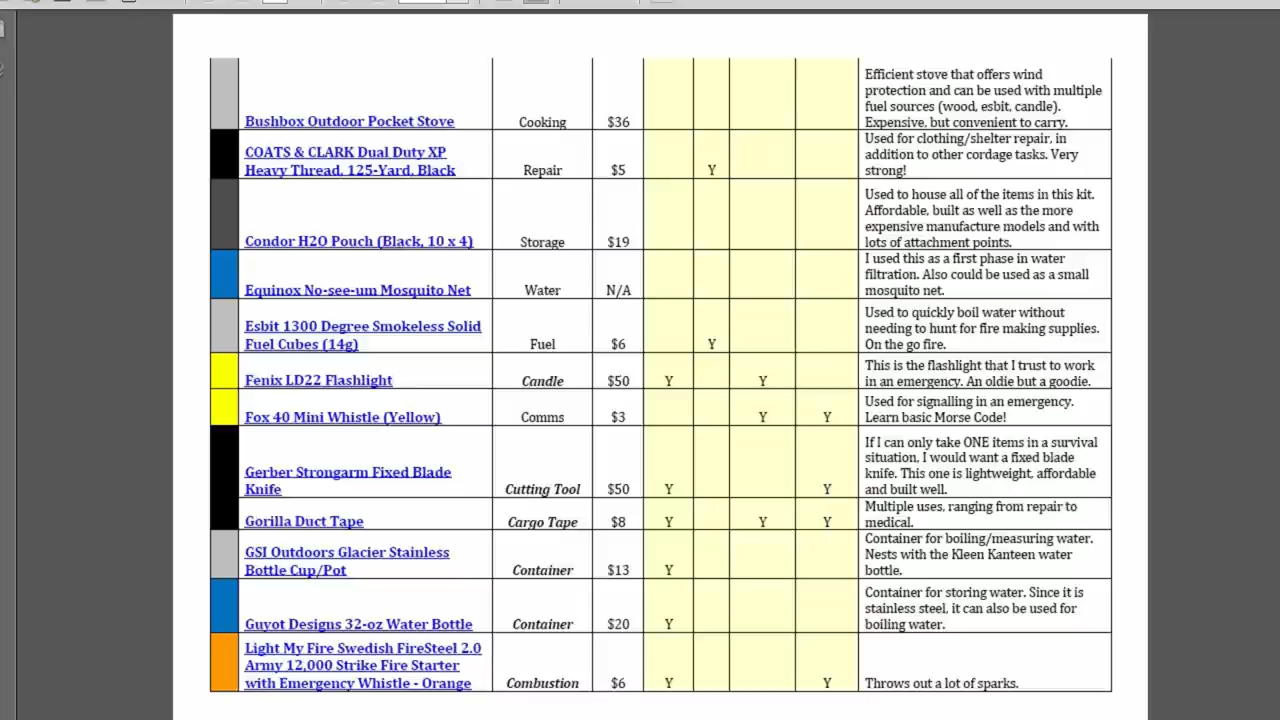 Efficient stove that offers wind
protection and can be used with multiple
fuel sources (wood, esbit, candle).
Bushbox Outdoor Pocket Stove Cooking $36 Expensive, but convenient to carry.
COATS & CLARK Dual Duty XP
Heavy Thread, 125-Yard, Black Repair $5 Y
Used for clothing/shelter repair, in
addition to other cordage tasks. Very
strong!
Used to house all of the items in this kit.
Affordable, built as well as the more
expensive manufacture models and with
Condor H2O Pouch (Black, 10 x 4) Storage $19 lots of attachment points.
I used this as a first phase in water
filtration. Also could be used as a small
Equinox No-see-um Mosquito Net Water N/A mosquito net.
Esbit 1300 Degree Smokeless Solid
Fuel Cubes (14g) Fuel $6 Y
Used to quickly boil water without
needing to hunt for fire making supplies.
On the go fire.
Fenix LD22 Flashlight Candle $50 Y Y
This is the flashlight that I trust to work
in an emergency. An oldie but a goodie.
Fox 40 Mini Whistle (Yellow) Comms $3 Y Y
Used for signalling in an emergency.
Learn basic Morse Code!
Gerber Strongarm Fixed Blade
Knife Cutting Tool $50 Y Y
If I can only take ONE items in a survival
situation, I would want a fixed blade
knife. This one is lightweight, affordable
and built well.
Gorilla Duct Tape Cargo Tape $8 Y Y Y
Multiple uses, ranging from repair to
medical.
GSI Outdoors Glacier Stainless
Bottle Cup/Pot Container $13 Y
Container for boiling/measuring water.
Nests with the Kleen Kanteen water
bottle.
Guyot Designs 32-oz Water Bottle Container $20 Y
Container for storing water. Since it is
stainless steel, it can also be used for
boiling water.
Light My Fire Swedish FireSteel 2.0
Army 12,000 Strike Fire Starter
with Emergency Whistle - Orange Combustion $6 Y Y Throws out a lot of sparks.